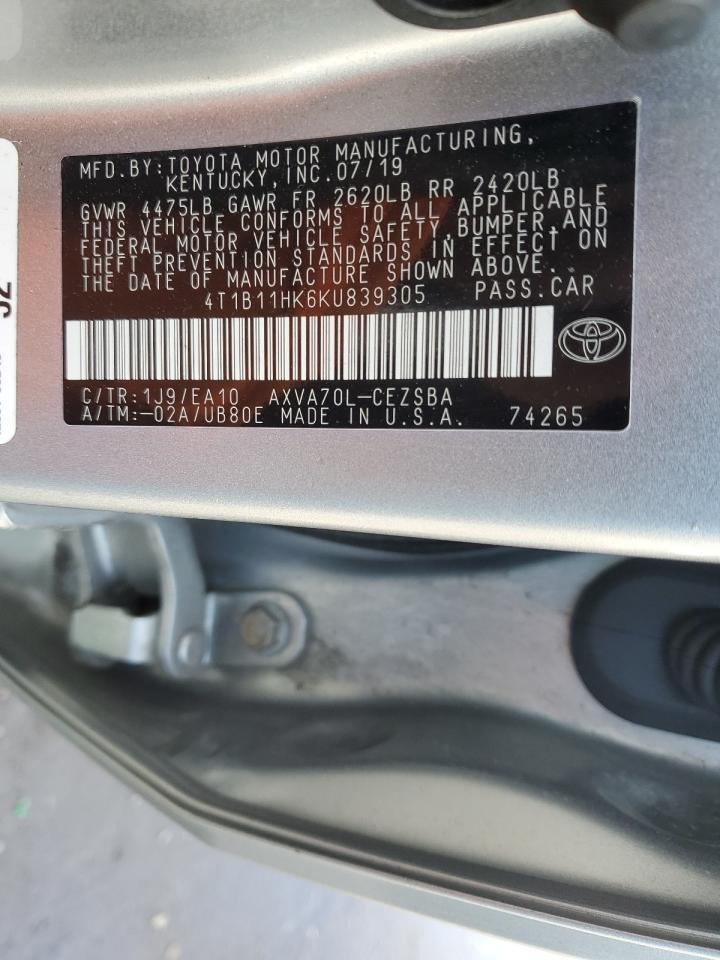 MFD.BY:TOYOTA MOTOR MANUFACTURING,
KENTUCKY,INC.07/19
GVWR 4475LB GAWR FR 2620LB RR 2420LB
THIS VEHICLE CONFORMS TO ALL APPLICABLE
FEDERAL MOTOR VEHICLE SAFETY,BUMPER,AND
THEFT PREVENTION STANDARDS IN EFFECT ON
THE DATE OF MANUFACTURE SHOWN ABOVE.
4T1B11HK6KU839305 PASS.CAR
C/TR:1J9/EA10 AXVA70L-CEZSBA
A/TM:-02A/UB80E MADE IN U.S.A. 74265